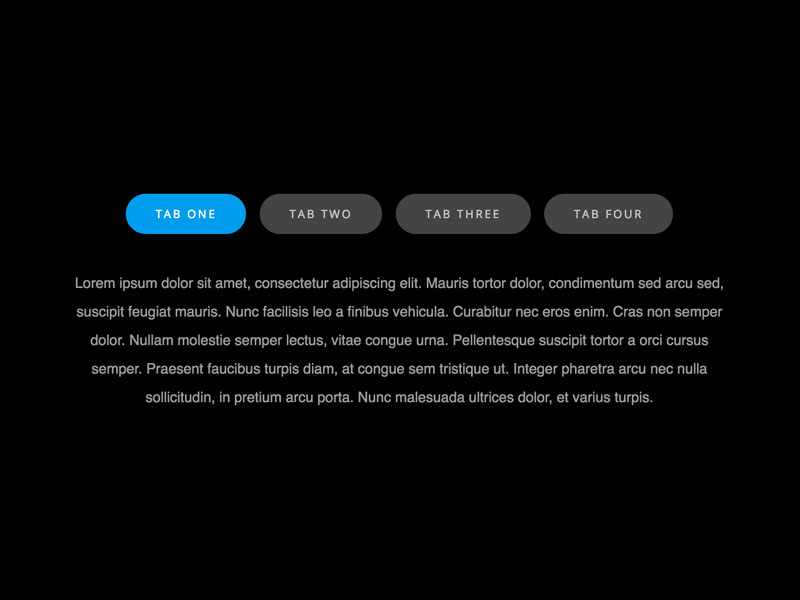 TAB ONE TAB TWO TAB THREE TAB FOUR
Lorem ipsum dolor sit amet, consectetur adipiscing elit. Mauris tortor dolor, condimentum sed arcu sed,
suscipit feugiat mauris. Nunc facilisis leo a finibus vehicula. Curabitur nec eros enim. Cras non semper
dolor. Nullam molestie semper lectus, vitae congue urna. Pellentesque suscipit tortor a orci cursus
semper. Praesent faucibus turpis diam, at congue sem tristique ut. Integer pharetra arcu nec nulla
sollicitudin, in pretium arcu porta. Nunc malesuada ultrices dolor, et varius turpis.